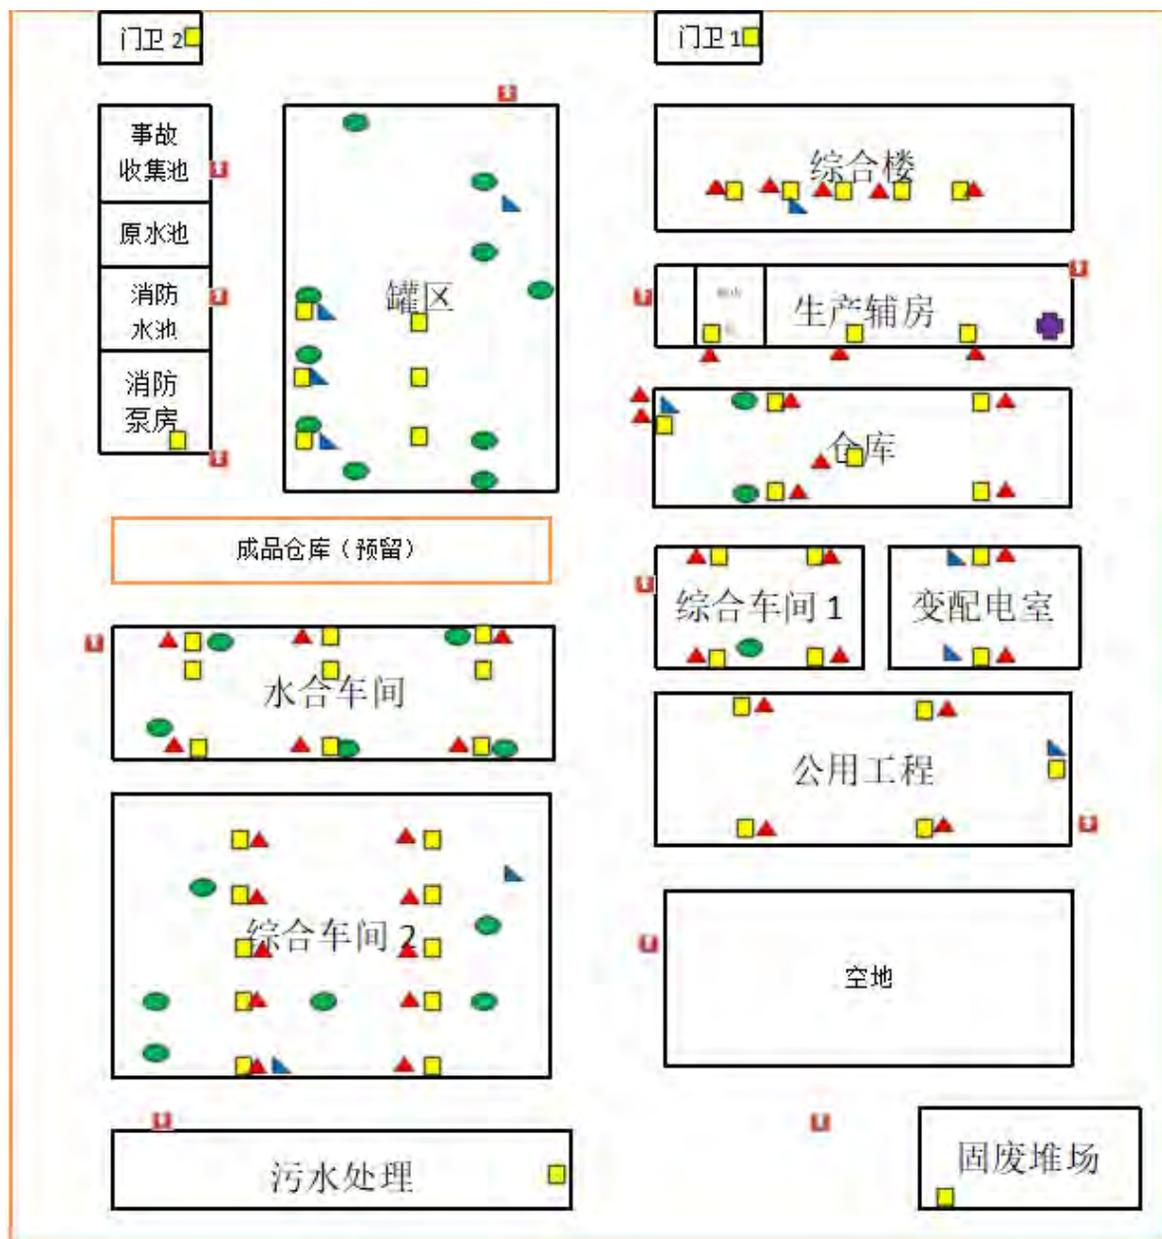 门卫 2
门卫 1
事故
收集池
综合楼
原水池
消防
水池
罐区
生产辅房
消防
泵房
仓库
成品仓库（预留）
综合车间 1
变配电室
水合车间
公用工程
综合车间 2
空地
污水处理
固废堆场